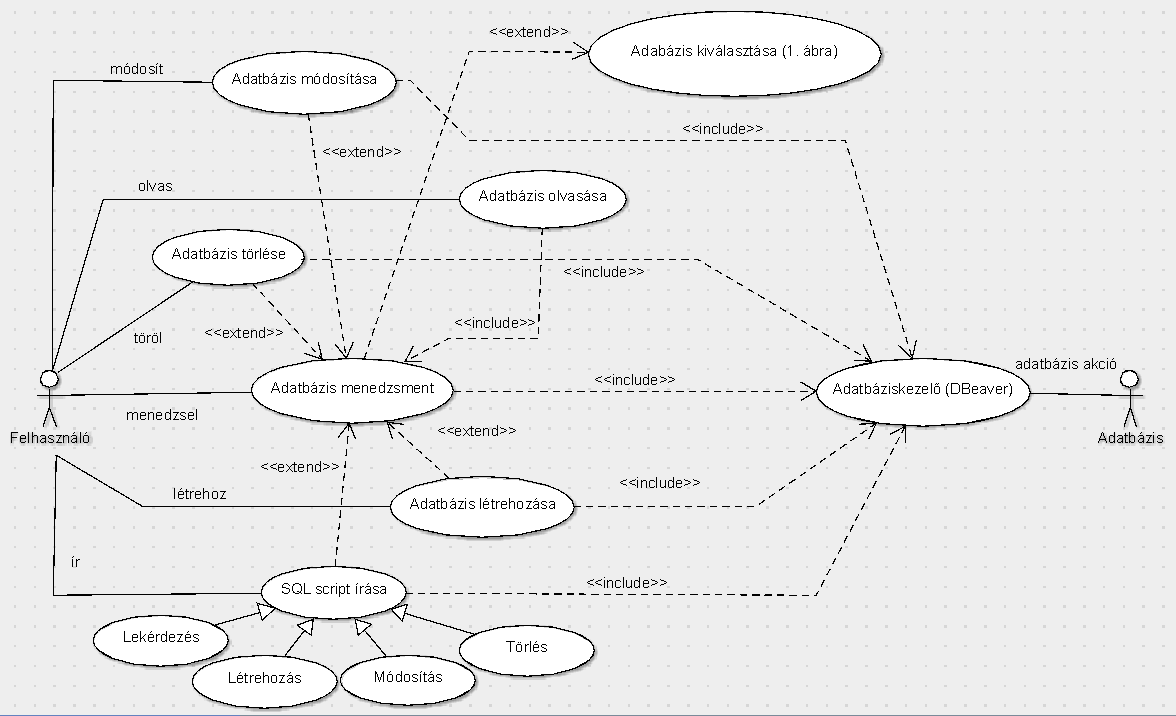 <<extend>>
Adabázis kiválasztása (1. ábra)
módosít
Adatbázis módosítása
<<include>>
<<extend>>
olvas
Adatbázis olvasása
Adatbázis törlése
<<include>>
<<include>>
<<extend>>
töröl
adatbázis akció
<<include>>
Adatbázis menedzsment
Adatbáziskezelő (DBeaver)
menedzsel
Felhasználó
<<extend>>
Adatbázis
<<extend>>
<<include>>
létrehoz
Adatbázis létrehozása
ír
<<include>>
SQL script írása
Lekérdezés
Törlés
Létrehozás
Módosítás